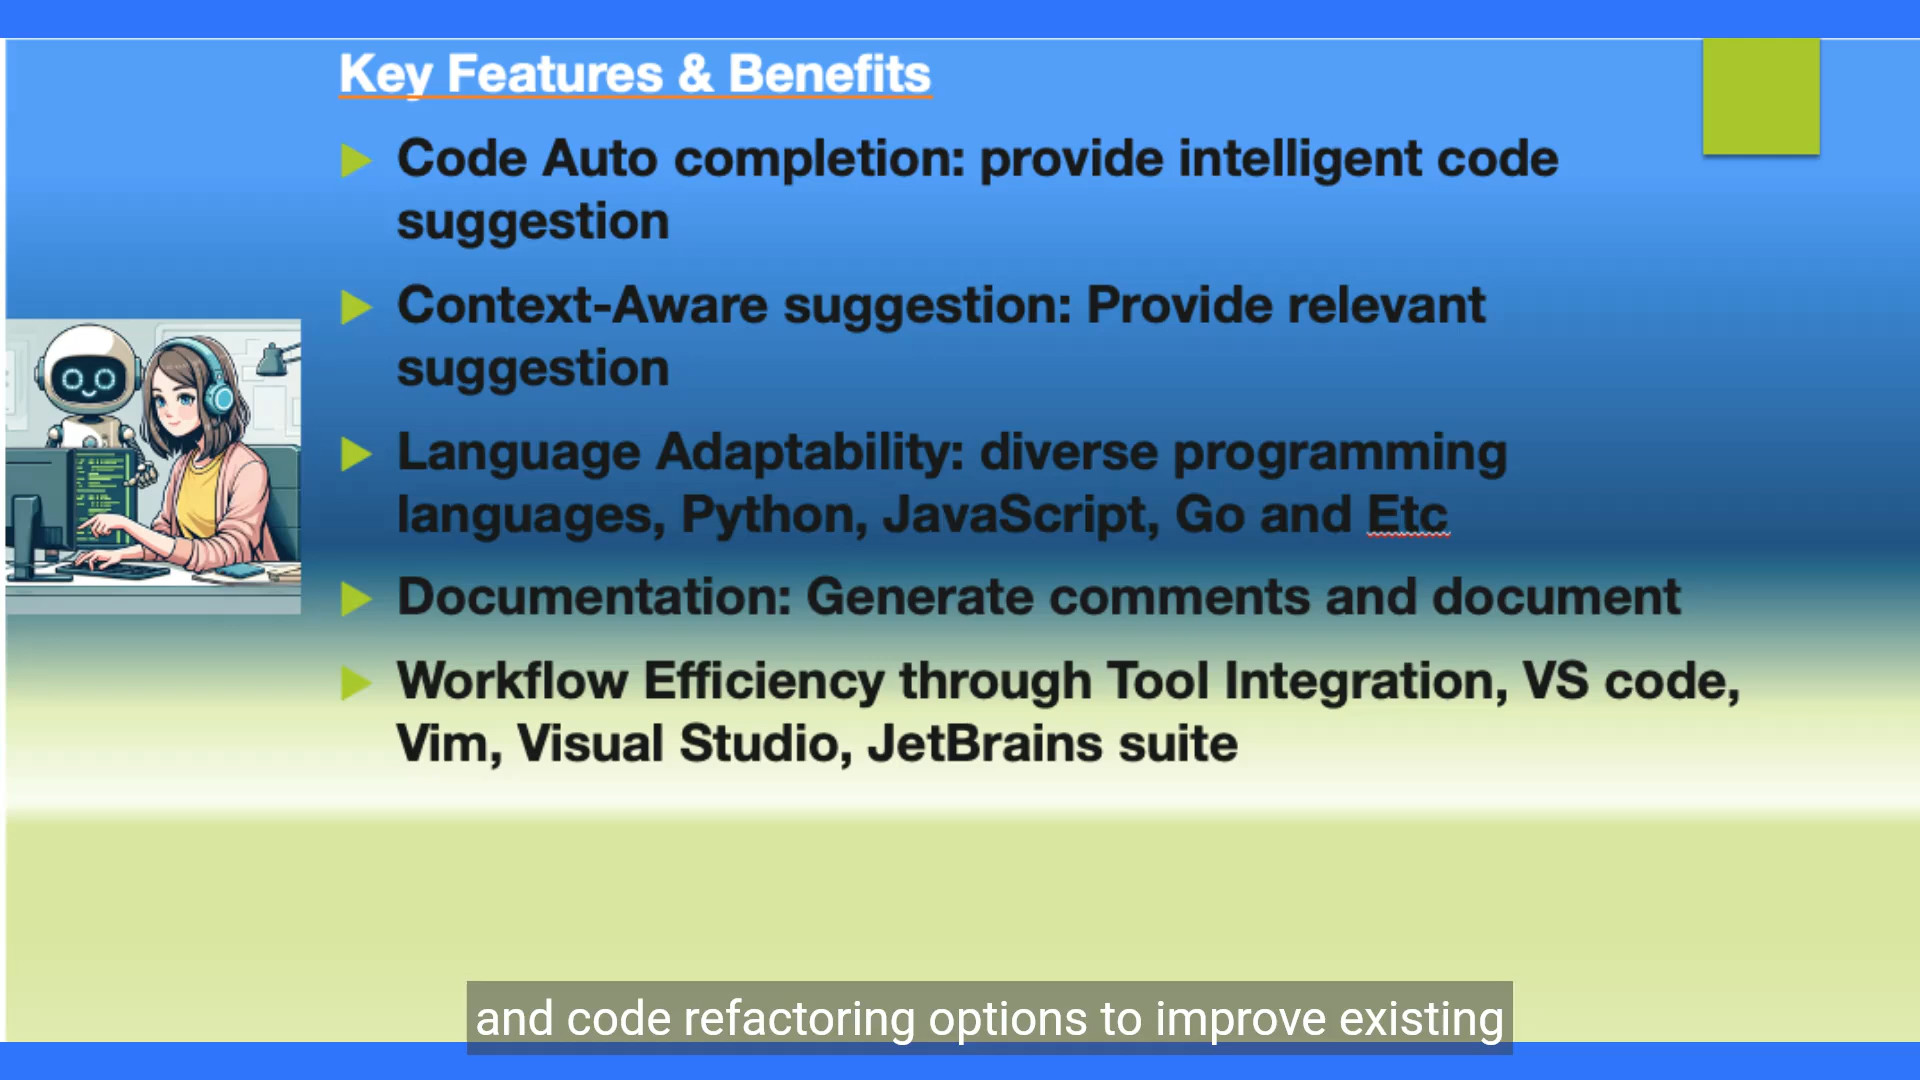 Key Features & Benefits
Code Auto completion: provide intelligent code
suggestion
Context-Aware suggestion: Provide relevant
suggestion
Language Adaptability: diverse programming
languages, Python, JavaScript, Go and Etc
Documentation: Generate comments and document
Workflow Efficiency through Tool Integration, VS code,
Vim, Visual Studio, JetBrains suite
and code refactoring options to improve existing